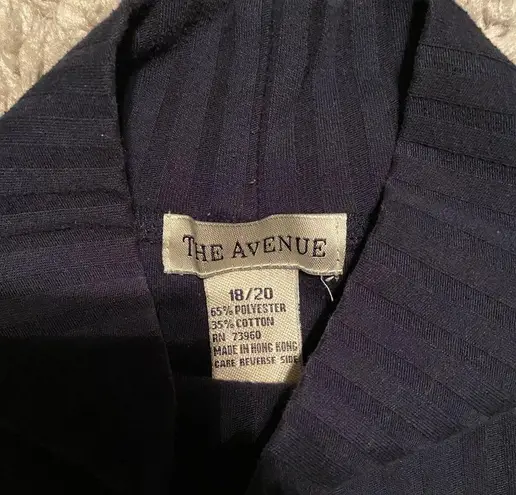 THE AVENUE
18/20
65% POLYESTER
35% COTTON
RN 73960
MADE IN HONG KONG
CARE REVERSE SIDE